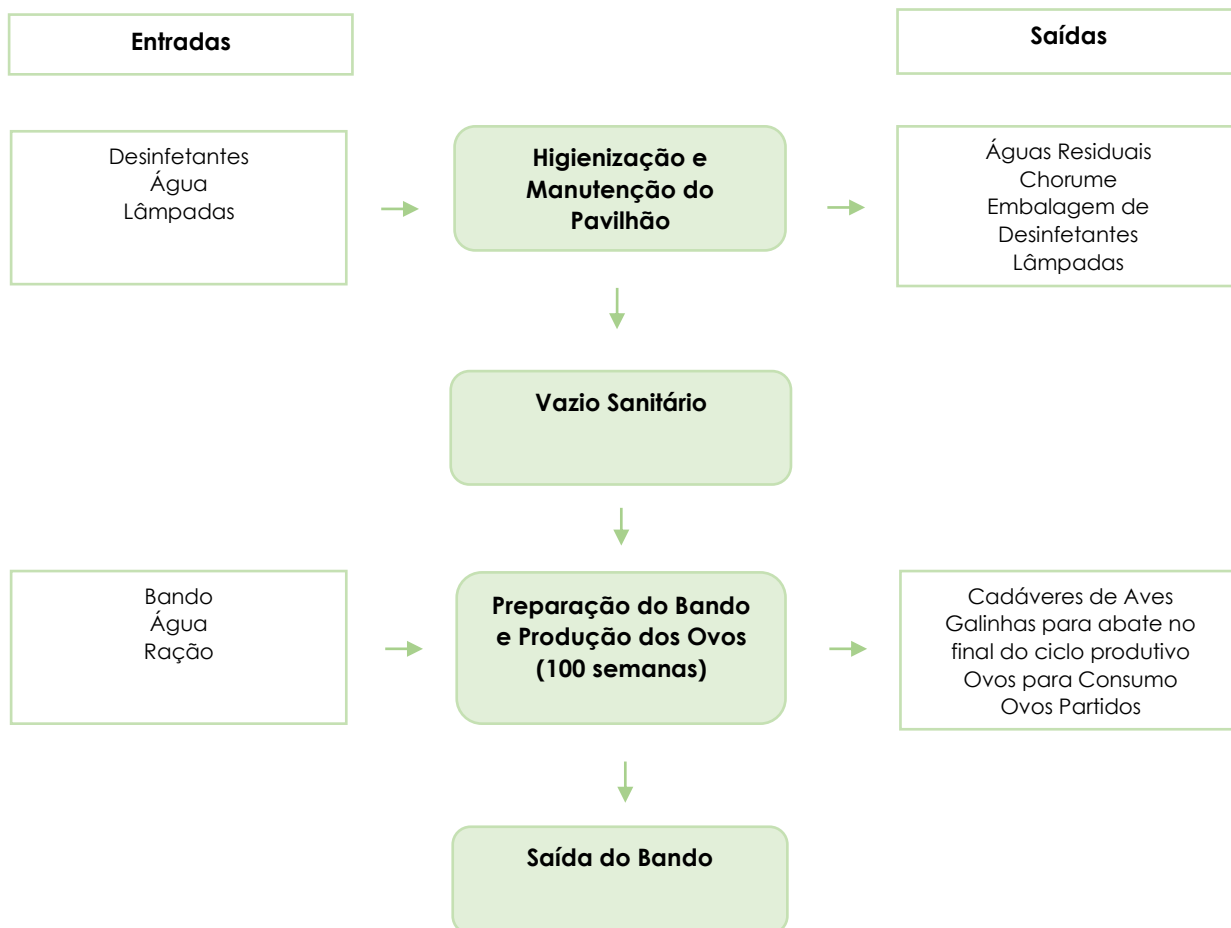 Entradas
Saídas
Desinfetantes
Água
Lâmpadas
Higienização e
Manutenção do
Pavilhão
Águas Residuais
Chorume
Embalagem de
Desinfetantes
Lâmpadas
Vazio Sanitário
Bando
Água
Ração
Preparação do Bando
e Produção dos Ovos
(100 semanas)
Cadáveres de Aves
Galinhas para abate no
final do ciclo produtivo
Ovos para Consumo
Ovos Partidos
Saída do Bando